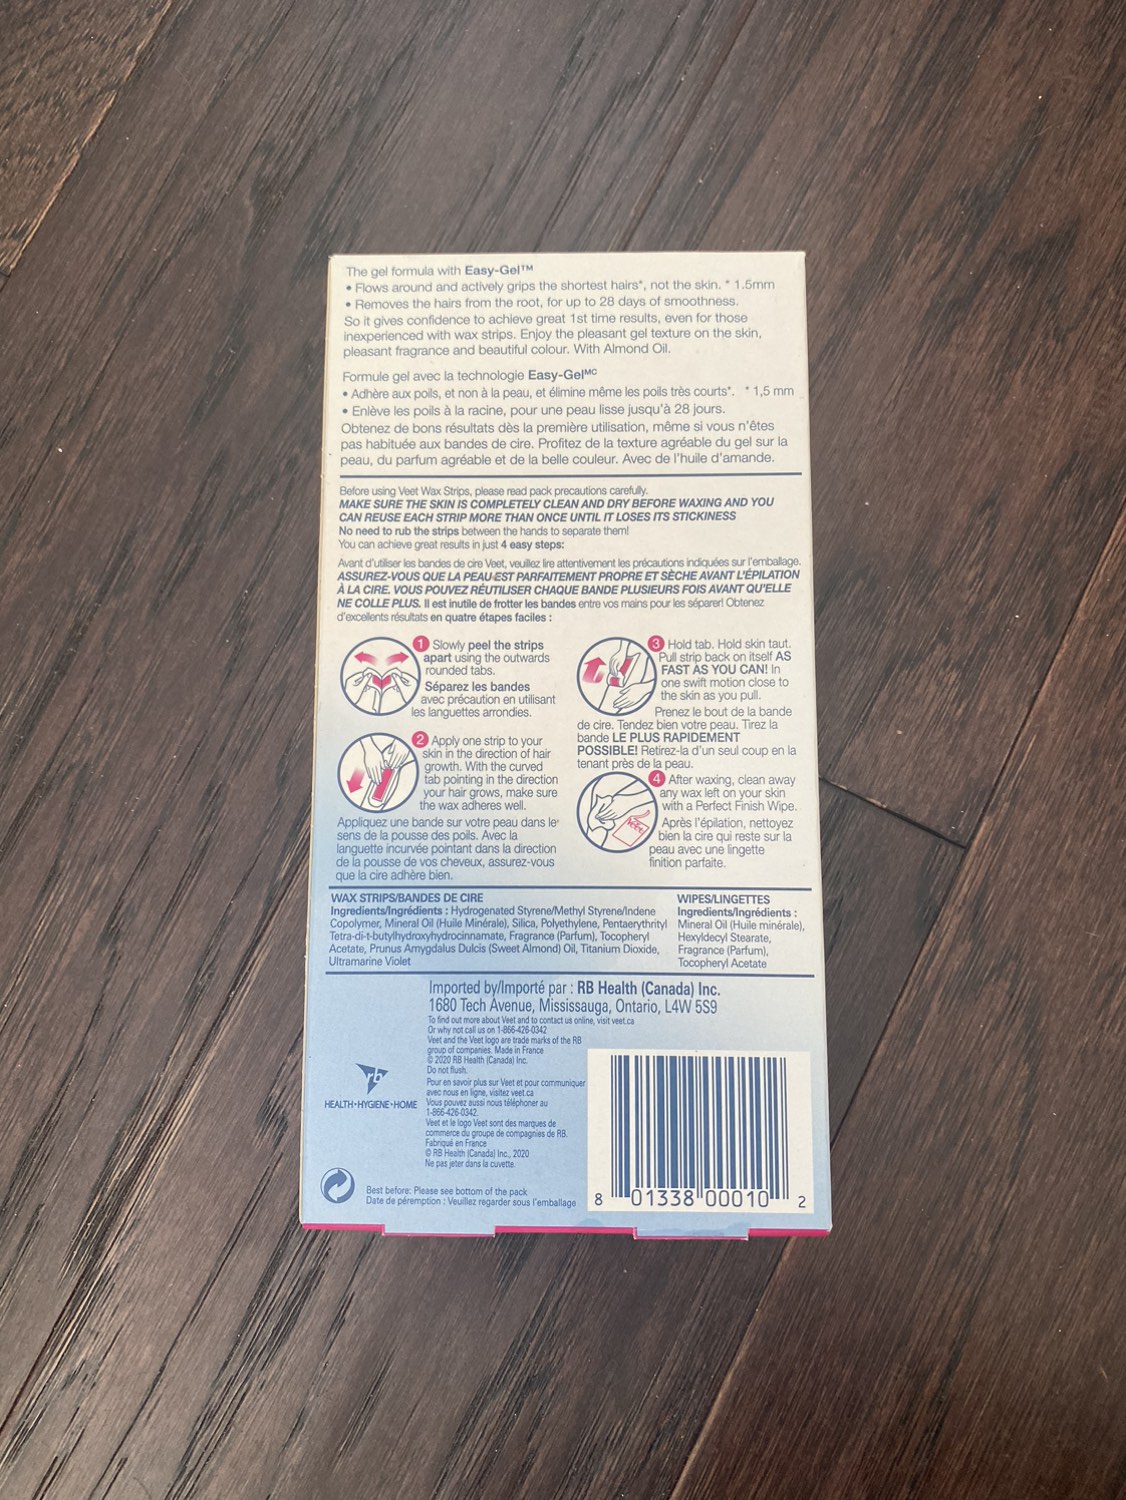 The gel formula with Easy-Gel™
• Flows around and actively grips the shortest hairs*, not the skin. * 1.5mm
• Removes the hairs from the root, for up to 28 days of smoothness.
So it gives confidence to achieve great 1st time results, even for those
inexperienced with wax strips. Enjoy the pleasant gel texture on the skin,
pleasant fragrance and beautiful colour. With Almond Oil.
Formule gel avec la technologie Easy-Gelᴹᶜ
• Adhère aux poils, et non à la peau, et élimine même les poils très courts*. * 1,5 mm
• Enlève les poils à la racine, pour une peau lisse jusqu'à 28 jours.
Obtenez de bons résultats dès la première utilisation, même si vous n'êtes
pas habituée aux bandes de cire. Profitez de la texture agréable du gel sur la
peau, du parfum agréable et de la belle couleur. Avec de l'huile d'amande.
Before using Veet Wax Strips, please read pack precautions carefully.
MAKE SURE THE SKIN IS COMPLETELY CLEAN AND DRY BEFORE WAXING AND YOU
CAN REUSE EACH STRIP MORE THAN ONCE UNTIL IT LOSES ITS STICKINESS
No need to rub the strips between the hands to separate them!
You can achieve great results in just 4 easy steps:
Avant d'utiliser les bandes de cire Veet, veuillez lire attentivement les précautions indiquées sur l'emballage.
ASSUREZ-VOUS QUE LA PEAU EST PARFAITEMENT PROPRE ET SÈCHE AVANT L'ÉPILATION
À LA CIRE. VOUS POUVEZ RÉUTILISER CHAQUE BANDE PLUSIEURS FOIS AVANT QU'ELLE
NE COLLE PLUS. Il est inutile de frotter les bandes entre vos mains pour les séparer! Obtenez
d'excellents résultats en quatre étapes faciles :
1 Slowly peel the strips
apart using the outwards
rounded tabs.
Séparez les bandes
avec précaution en utilisant
les languettes arrondies.
2 Apply one strip to your
skin in the direction of hair
growth. With the curved
tab pointing in the direction
your hair grows, make sure
the wax adheres well.
Appliquez une bande sur votre peau dans le
sens de la pousse des poils. Avec la
languette incurvée pointant dans la direction
de la pousse de vos cheveux, assurez-vous
que la cire adhère bien.
3 Hold tab. Hold skin taut.
Pull strip back on itself AS
FAST AS YOU CAN! In
one swift motion close to
the skin as you pull.
Prenez le bout de la bande
de cire. Tendez bien votre peau. Tirez la
bande LE PLUS RAPIDEMENT
POSSIBLE! Retirez-la d'un seul coup en la
tenant près de la peau.
4 After waxing, clean away
any wax left on your skin
with a Perfect Finish Wipe.
Veet
Après l'épilation, nettoyez
bien la cire qui reste sur la
peau avec une lingette
finition parfaite.
WAX STRIPS/BANDES DE CIRE
Ingredients/Ingrédients : Hydrogenated Styrene/Methyl Styrene/Indene
Copolymer, Mineral Oil (Huile Minérale), Silica, Polyethylene, Pentaerythrityl
Tetra-di-t-butylhydroxyhydrocinnamate, Fragrance (Parfum), Tocopheryl
Acetate, Prunus Amygdalus Dulcis (Sweet Almond) Oil, Titanium Dioxide,
Ultramarine Violet
WIPES/LINGETTES
Ingredients/Ingrédients :
Mineral Oil (Huile minérale),
Hexyldecyl Stearate,
Fragrance (Parfum),
Tocopheryl Acetate
Imported by/Importé par : RB Health (Canada) Inc.
1680 Tech Avenue, Mississauga, Ontario, L4W 5S9
To find out more about Veet and to contact us online, visit veet.ca
Or why not call us on 1-866-426-0342
Veet and the Veet logo are trade marks of the RB
group of companies. Made in France
© 2020 RB Health (Canada) Inc.
Do not flush.
Pour en savoir plus sur Veet et pour communiquer
avec nous en ligne, visitez veet.ca
Vous pouvez aussi nous téléphoner au
1-866-426-0342.
Veet et le logo Veet sont des marques de
commerce du groupe de compagnies de RB.
Fabriqué en France
© RB Health (Canada) Inc., 2020
Ne pas jeter dans la cuvette.
rb
HEALTH•HYGIENE•HOME
Best before: Please see bottom of the pack
Date de péremption : Veuillez regarder sous l'emballage
8 01338 00010 2